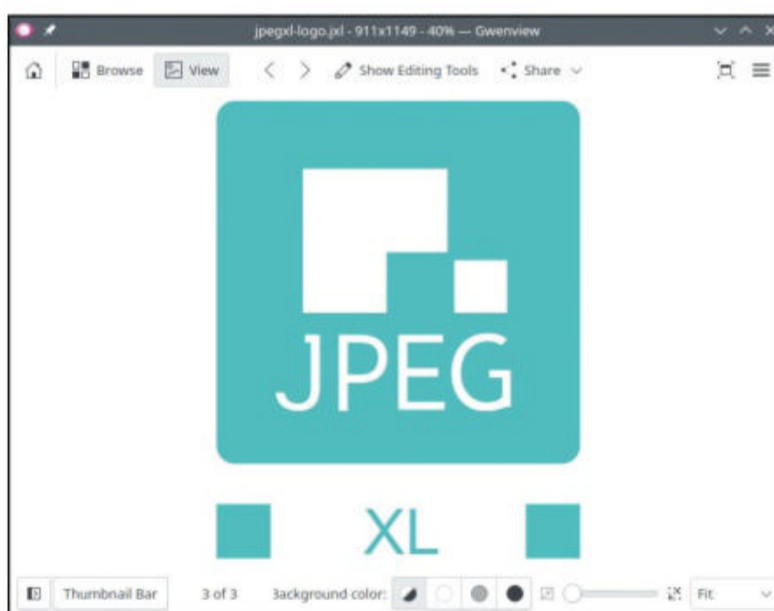 jpegxl-logo.jxl - 911x1149 - 40% — Gwenview
Browse View Show Editing Tools Share
JPEG
XL
Thumbnail Bar 3 of 3 3ackground color: Fit